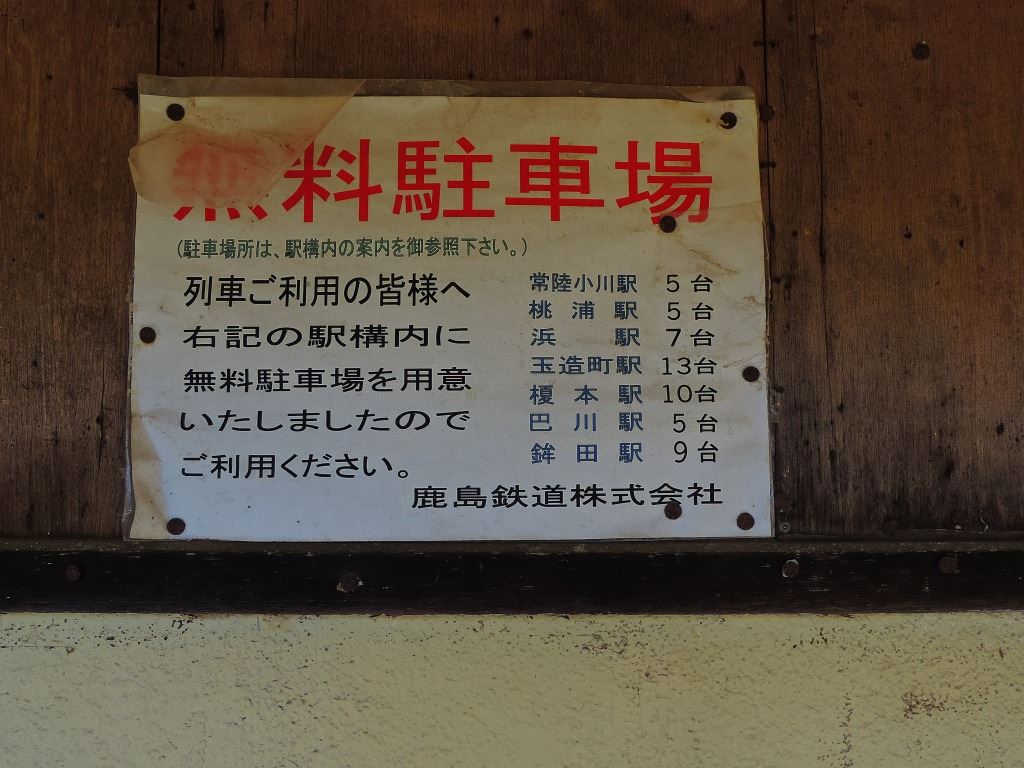 無料駐車場
（駐車場所は、駅構内の案内を御参照下さい。）
列車ご利用の皆様へ
右記の駅構内に
無料駐車場を用意
いたしましたので
ご利用ください。
常陸小川駅 5台
桃浦駅 5台
浜駅 7台
玉造町駅 13台
榎本駅 10台
巴川駅 5台
鉾田駅 9台
鹿島鉄道株式会社